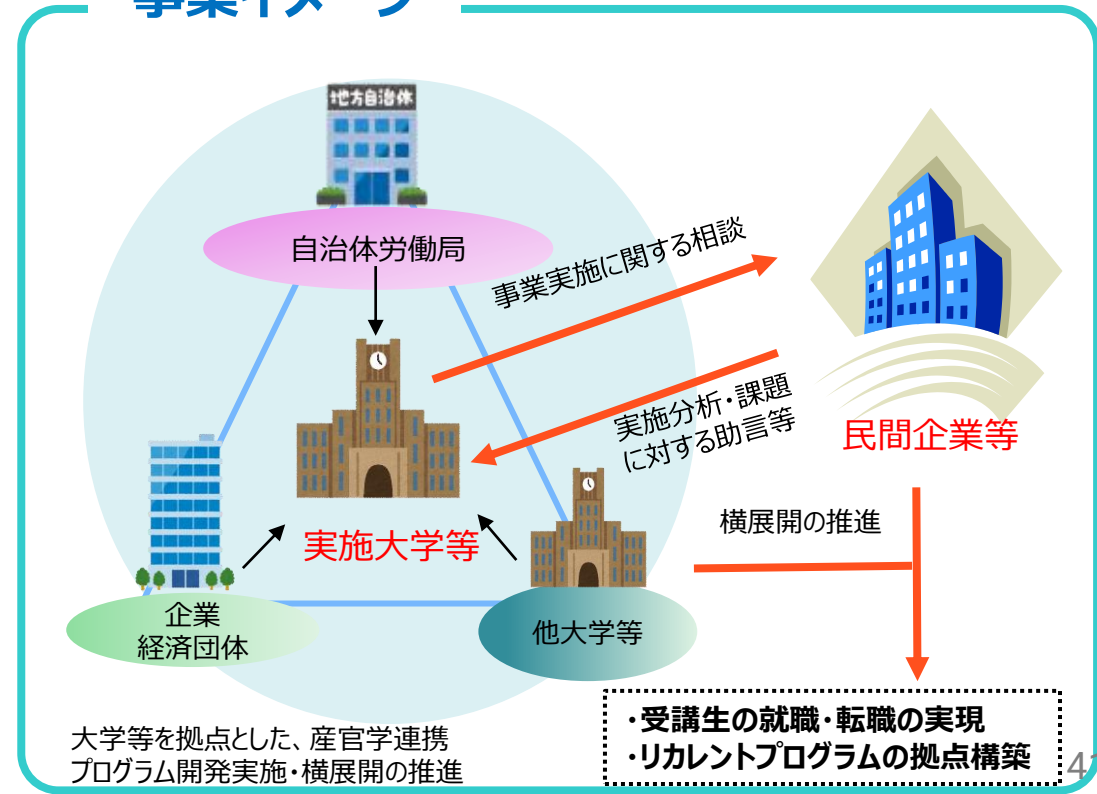 事業イメージ
地方自治体
自治体労働局
事業実施に関する相談
実施分析・課題
に対する助言等
民間企業等
実施大学等
横展開の推進
企業
経済団体
他大学等
大学等を拠点とした、産官学連携
プログラム開発実施・横展開の推進
・受講生の就職・転職の実現
・リカレントプログラムの拠点構築